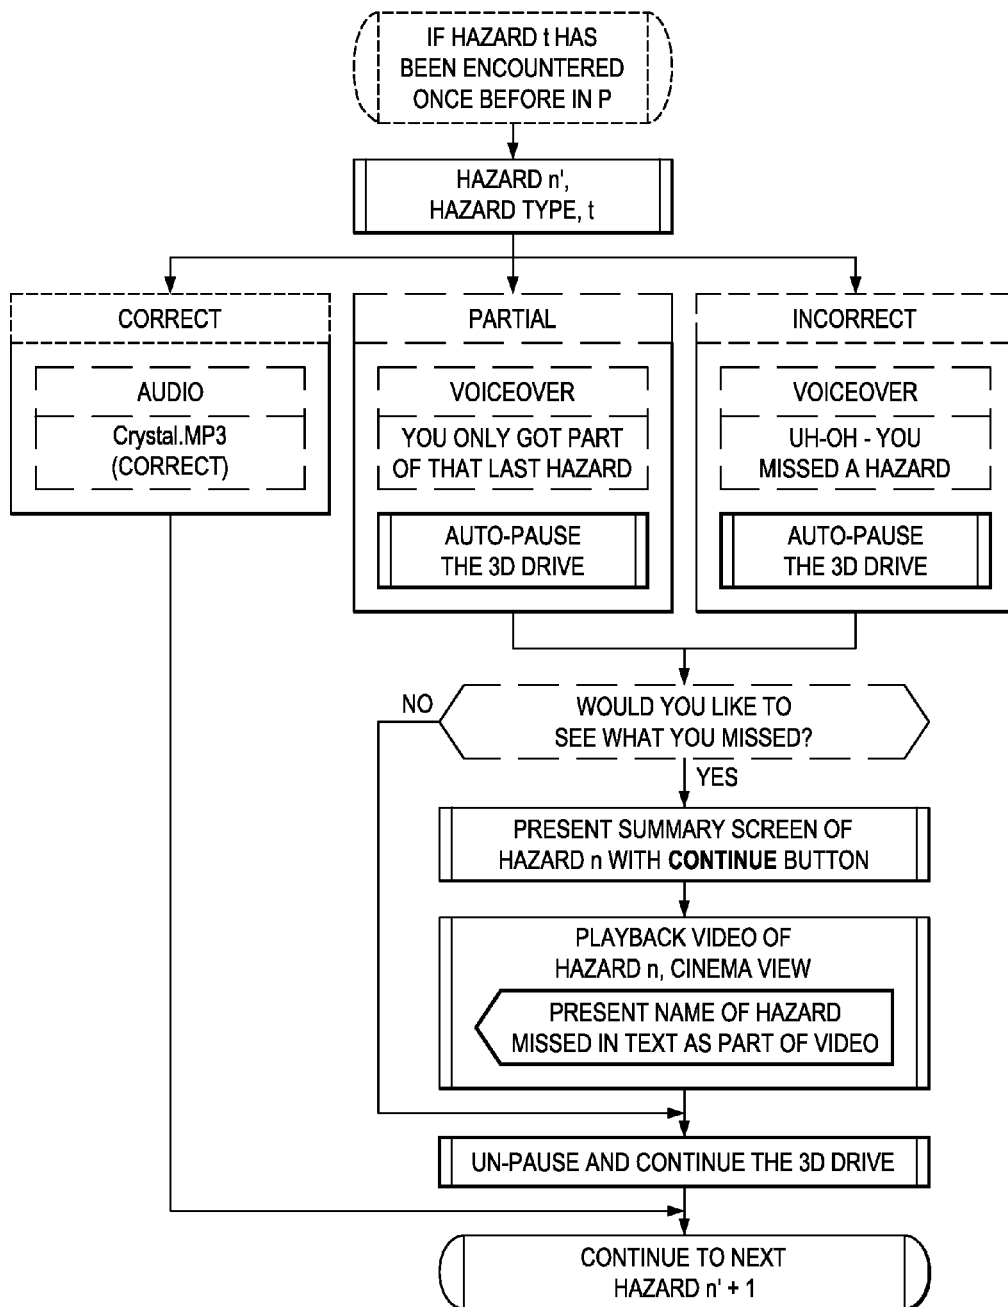 IF HAZARD t HAS
BEEN ENCOUNTERED
ONCE BEFORE IN P
HAZARD n',
HAZARD TYPE, t
CORRECT
AUDIO
Crystal.MP3
(CORRECT)
PARTIAL
VOICEOVER
YOU ONLY GOT PART
OF THAT LAST HAZARD
AUTO-PAUSE
THE 3D DRIVE
INCORRECT
VOICEOVER
UH-OH - YOU
MISSED A HAZARD
AUTO-PAUSE
THE 3D DRIVE
NO
WOULD YOU LIKE TO
SEE WHAT YOU MISSED?
YES
PRESENT SUMMARY SCREEN OF
HAZARD n WITH CONTINUE BUTTON
PLAYBACK VIDEO OF
HAZARD n, CINEMA VIEW
PRESENT NAME OF HAZARD
MISSED IN TEXT AS PART OF VIDEO
UN-PAUSE AND CONTINUE THE 3D DRIVE
CONTINUE TO NEXT
HAZARD n' + 1